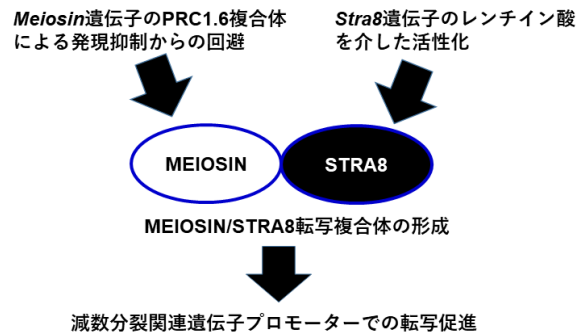 Meiosin遺伝子のPRC1.6複合体
による発現抑制からの回避
Stra8遺伝子のレンチイン酸
を介した活性化
MEIOSIN
STRA8
MEIOSIN/STRA8転写複合体の形成
減数分裂関連遺伝子プロモーターでの転写促進